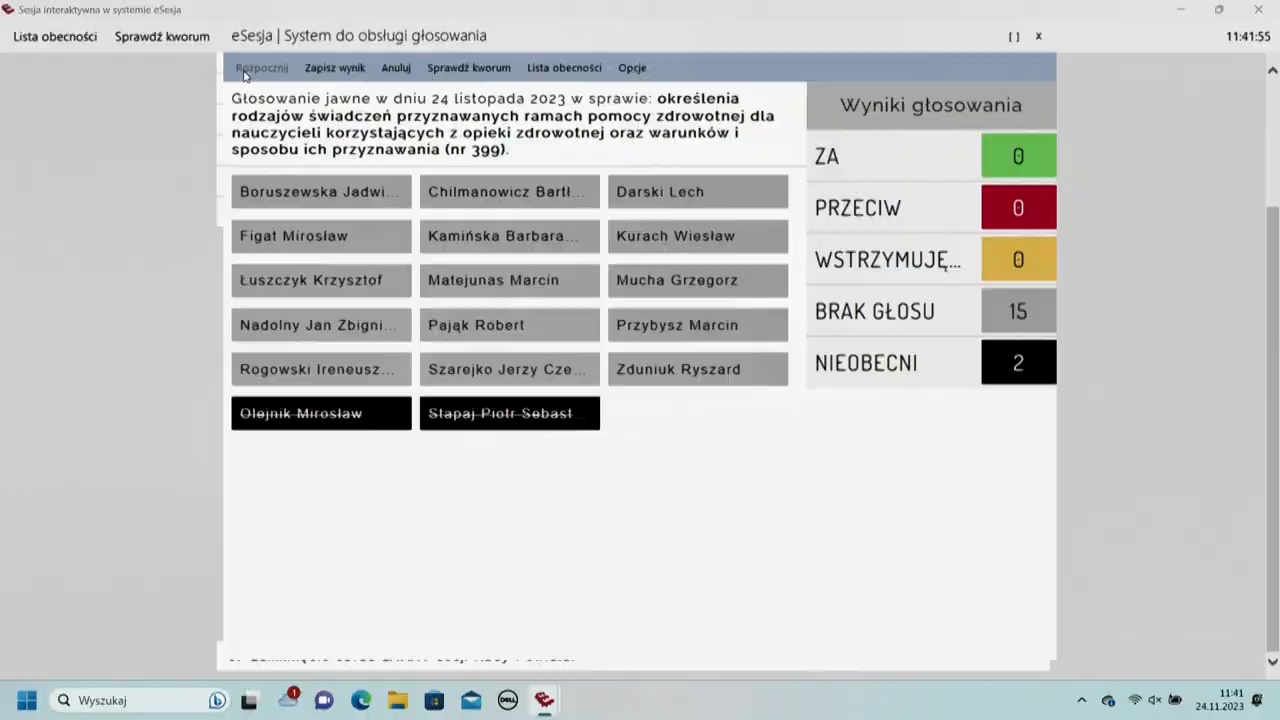 Sesja interaktywna w systemie eSesja
Lista obecności Sprawdź kworum eSesja | System do obsługi głosowania [ ] x 11:41:55
Rozpocznij Zapisz wynik Anuluj Sprawdź kworum Lista obecności Opcje
Głosowanie jawne w dniu 24 listopada 2023 w sprawie: określenia
rodzajów świadczeń przyznawanych ramach pomocy zdrowotnej dla
nauczycieli korzystających z opieki zdrowotnej oraz warunków i
sposobu ich przyznawania (nr 399).
Boruszewska Jadwi... Chilmanowicz Bartł... Darski Lech
Figat Mirosław Kamińska Barbara... Kurach Wiesław
Łuszczyk Krzysztof Matejunas Marcin Mucha Grzegorz
Nadolny Jan Zbigni... Pająk Robert Przybysz Marcin
Rogowski Ireneusz... Szarejko Jerzy Cze... Zduniuk Ryszard
Olejnik Mirosław Stapaj Piotr Sebast
Wyniki głosowania
ZA 0
PRZECIW 0
WSTRZYMUJĘ... 0
BRAK GŁOSU 15
NIEOBECNI 2
Wyszukaj
1
DELL
11:41
24.11.2023